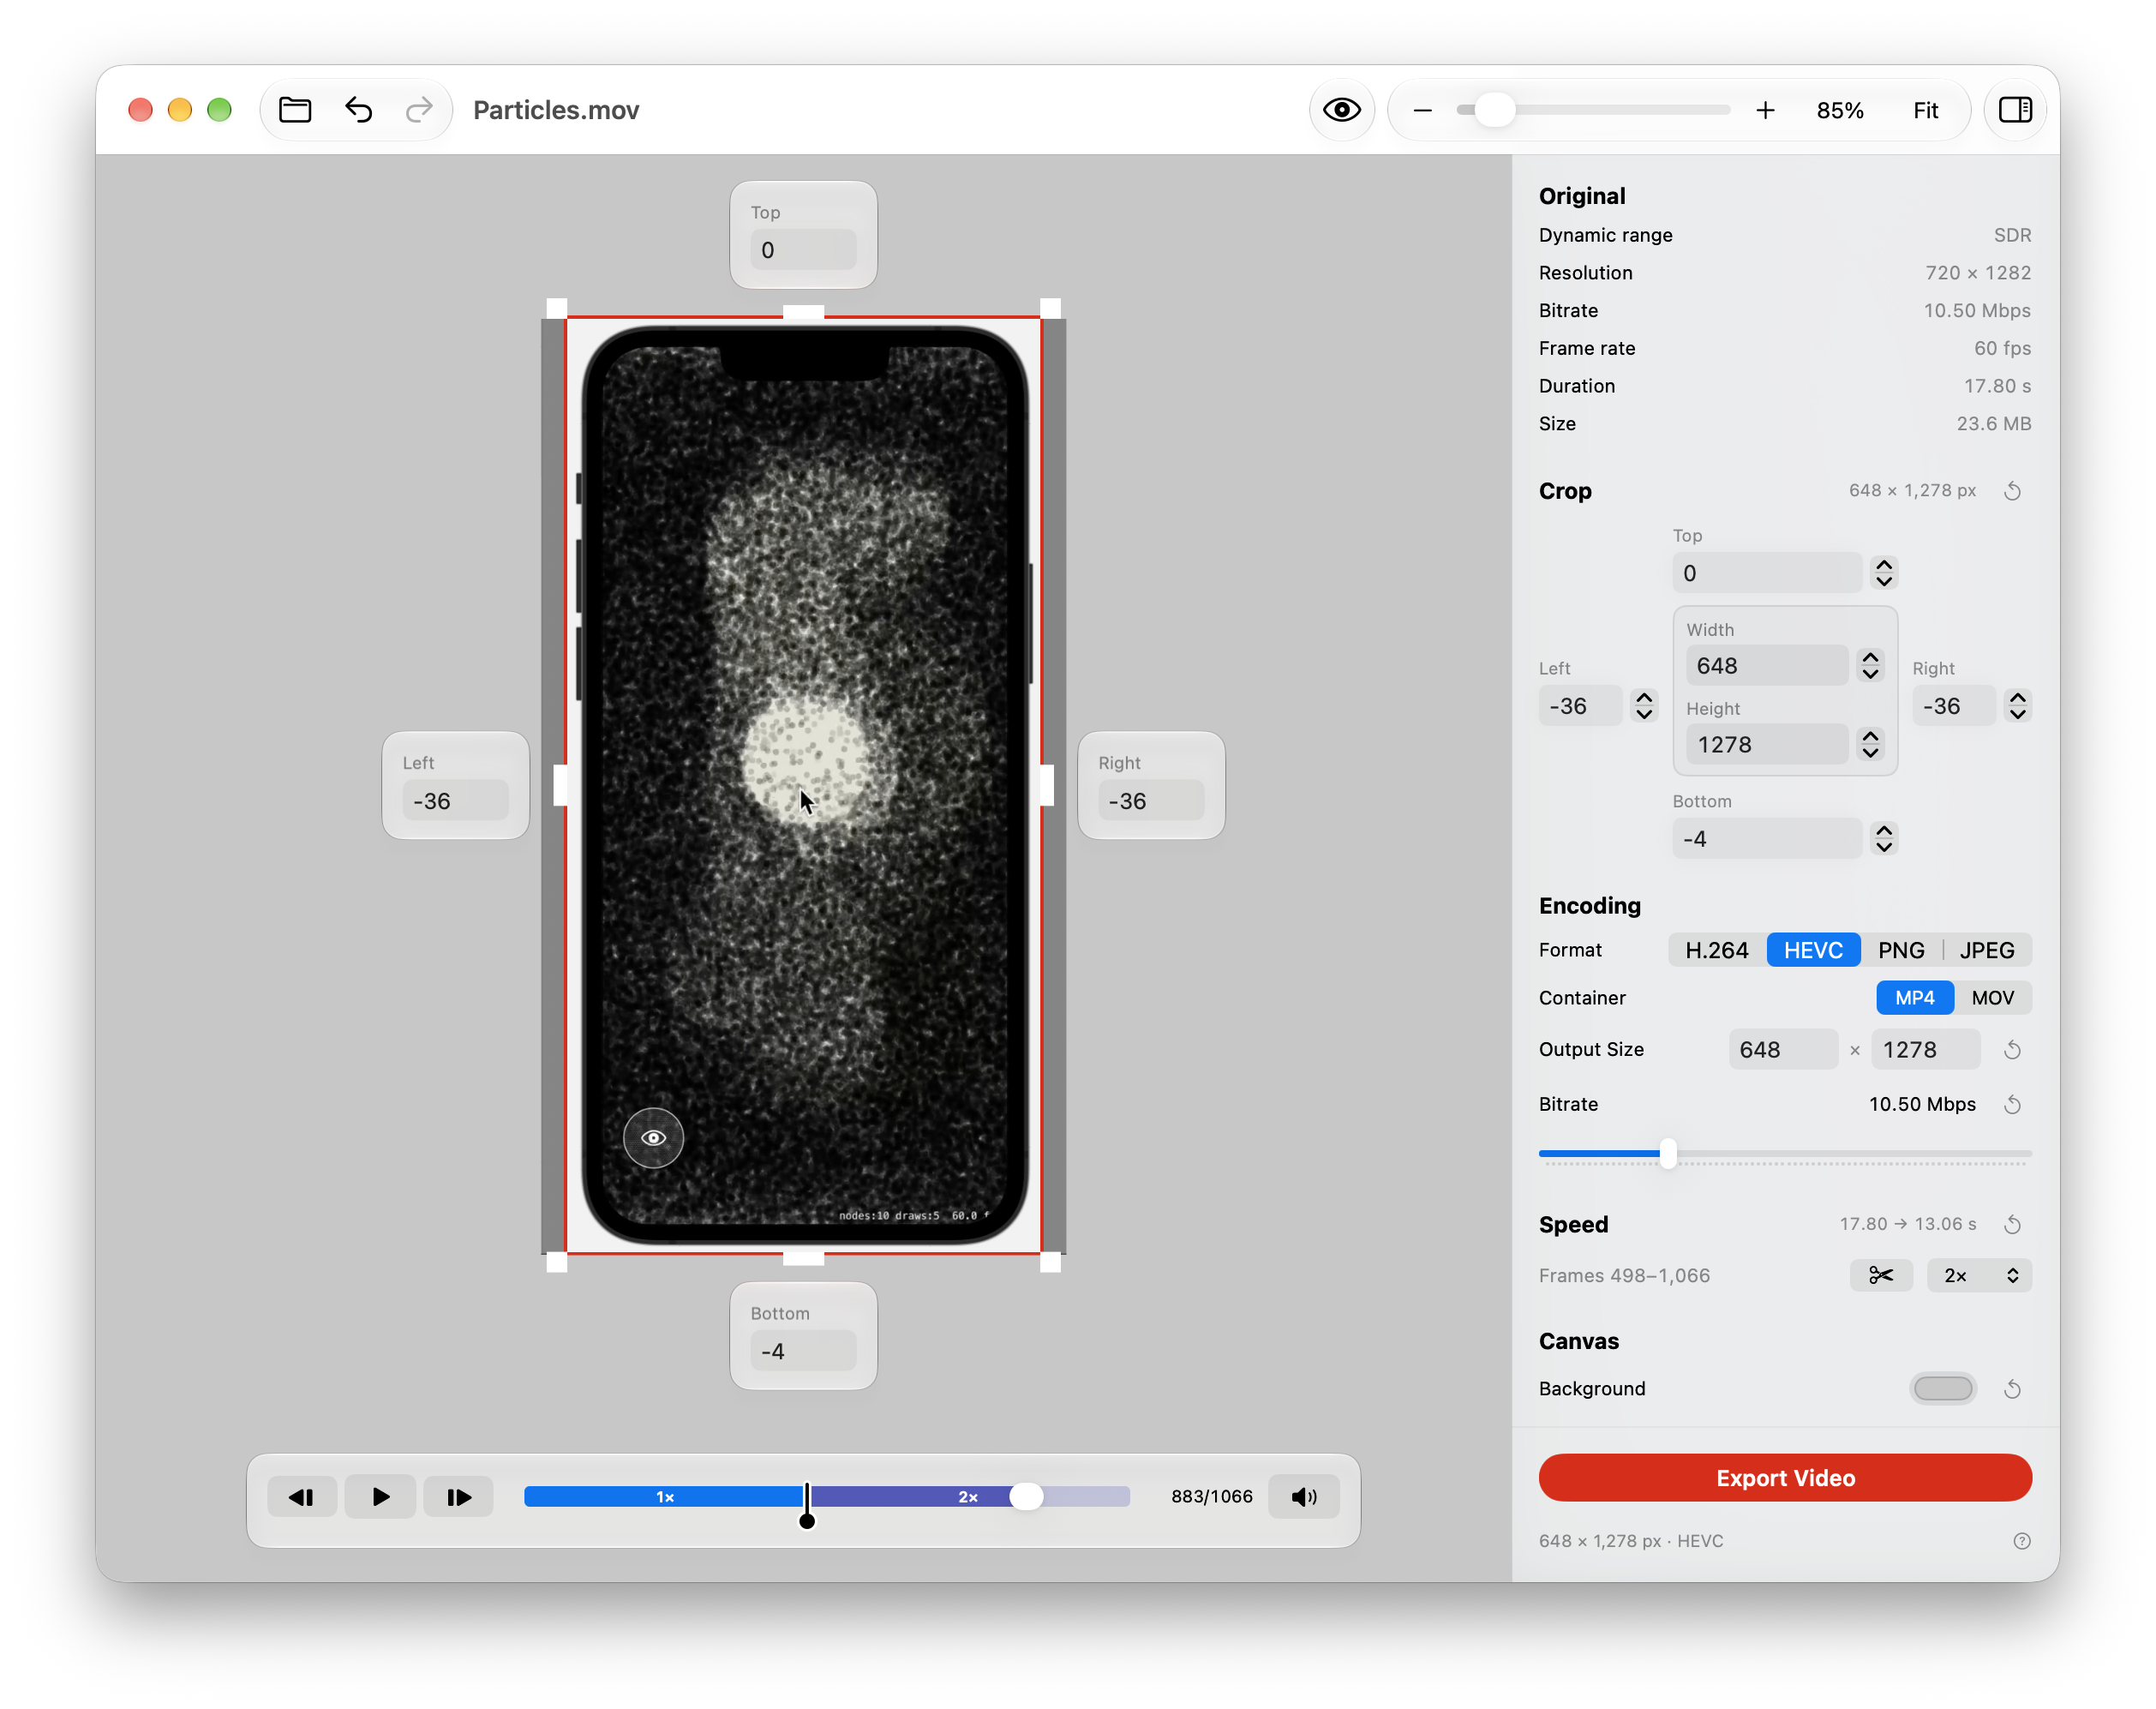 Particles.mov
85% Fit
Top
0
Left
-36
Right
-36
nodes:10 draws:5 60.0 f
Bottom
-4
1× 2× 883/1066
Original
Dynamic range SDR
Resolution 720 × 1282
Bitrate 10.50 Mbps
Frame rate 60 fps
Duration 17.80 s
Size 23.6 MB
Crop 648 × 1,278 px
Top
0
Width
648
Left Right
-36 -36
Height
1278
Bottom
-4
Encoding
Format H.264 HEVC PNG JPEG
Container MP4 MOV
Output Size 648 × 1278
Bitrate 10.50 Mbps
Speed 17.80 → 13.06 s
Frames 498–1,066 2×
Canvas
Background
Export Video
648 × 1,278 px · HEVC